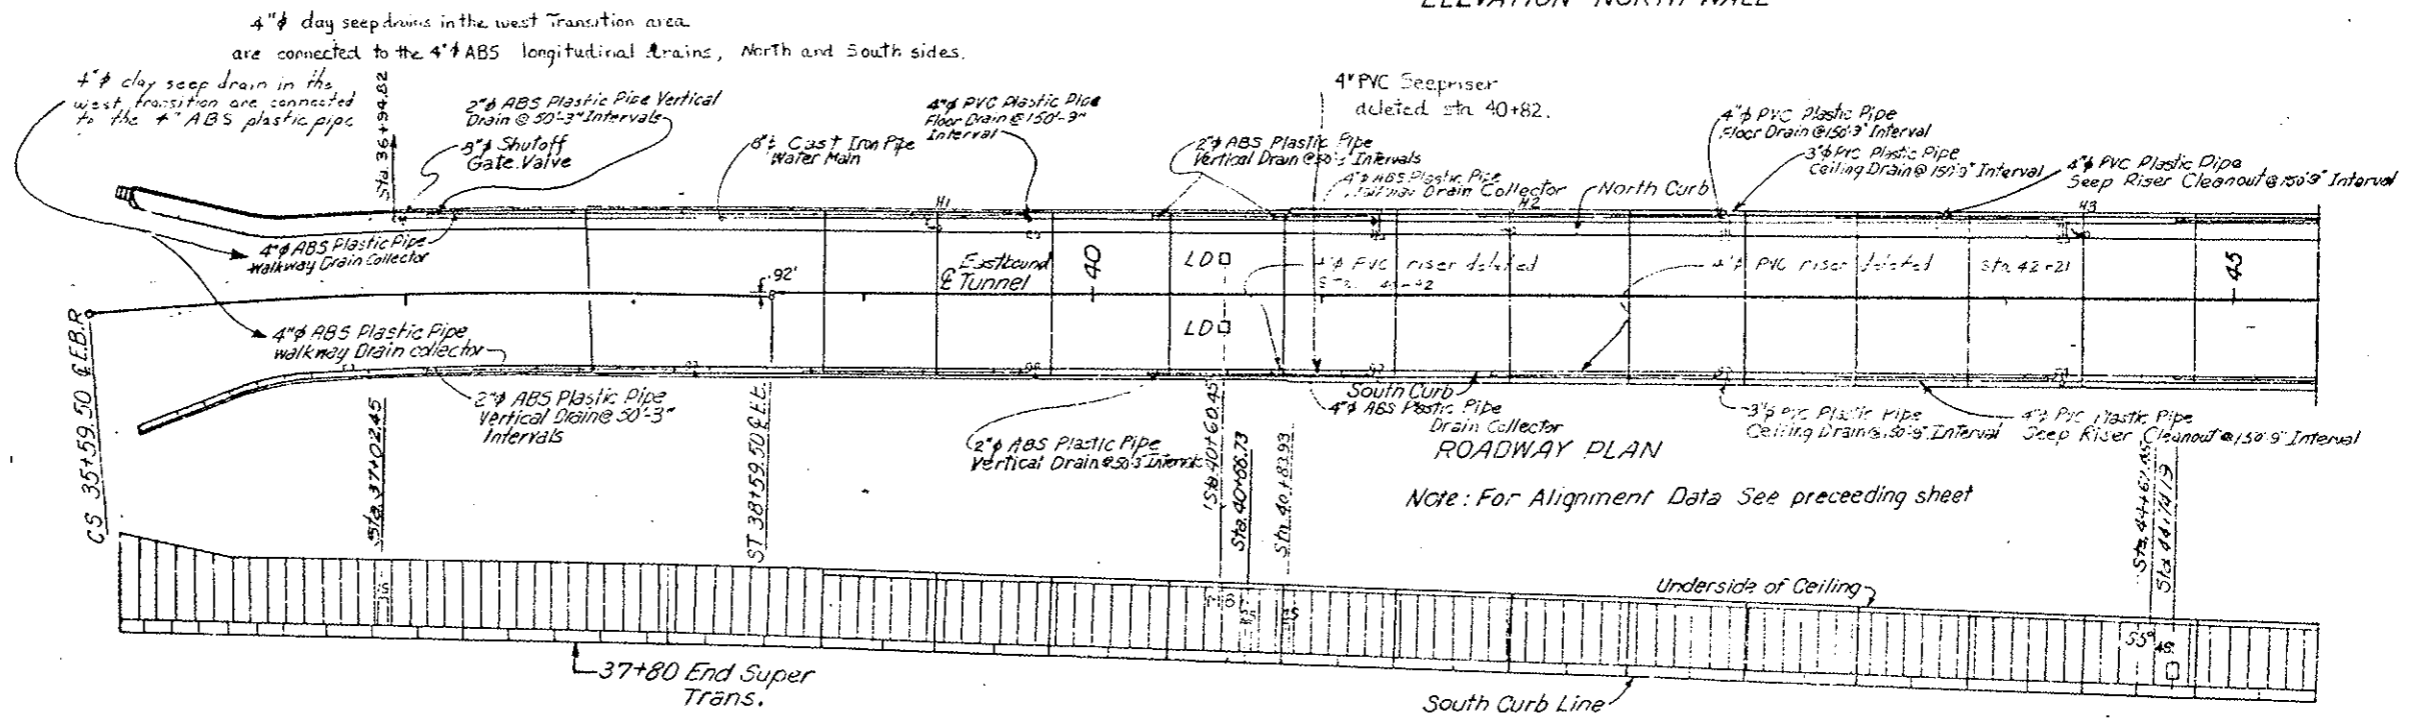 ELEVATION NORTH WALL
4"ϕ clay seep drains in the west Transition area
are connected to the 4"ϕ ABS longitudinal drains, North and South sides.
4"ϕ clay seep drain in the
west transition are connected
to the 4" ABS plastic pipe
Sta. 36+94.82
2"ϕ ABS Plastic Pipe Vertical
Drain @ 50'-3" Intervals
8"ϕ Shutoff
Gate Valve
8"ϕ Cast Iron Pipe
Water Main
4"ϕ PVC Plastic Pipe
Floor Drain @ 150'-9"
Interval
4" PVC Seepriser
deleted sta 40+82.
2"ϕ ABS Plastic Pipe
Vertical Drain @ 50'-3" Intervals
4"ϕ ABS Plastic Pipe
Walkway Drain Collector
North Curb
4"ϕ PVC Plastic Pipe
Floor Drain @ 150'-9" Interval
3"ϕ PVC Plastic Pipe
Ceiling Drain @ 150'-9" Interval
4"ϕ PVC Plastic Pipe
Seep Riser Cleanout @ 150'-9" Interval
H1
H2
H3
4"ϕ ABS Plastic Pipe
Walkway Drain Collector
.92'
Eastbound
℄ Tunnel
40
LD
4"ϕ PVC riser deleted
4"ϕ PVC riser deleted Sta 42+21
45
LD
4"ϕ ABS Plastic Pipe
walkway Drain collector
CS 35+59.50 ℄ E.B.R
2"ϕ ABS Plastic Pipe
Vertical Drain @ 50'-3"
Intervals
Sta. 37+02.45
ST 38+59.50 ℄ E.t.
2"ϕ ABS Plastic Pipe
Vertical Drain @ 50'-3" Intervals
Sta. 40+60.45
Sta. 40+66.73
Sta. 40+83.93
South Curb
4"ϕ ABS Plastic Pipe
Drain Collector
3"ϕ PVC Plastic Pipe
Ceiling Drain @ 150'-9" Interval
4"ϕ PVC Plastic Pipe
Seep Riser Cleanout @ 150'-9" Interval
ROADWAY PLAN
Note: For Alignment Data See preceeding sheet
Sta. 44+67.45
Underside of Ceiling
37+80 End Super
Trans.
South Curb Line